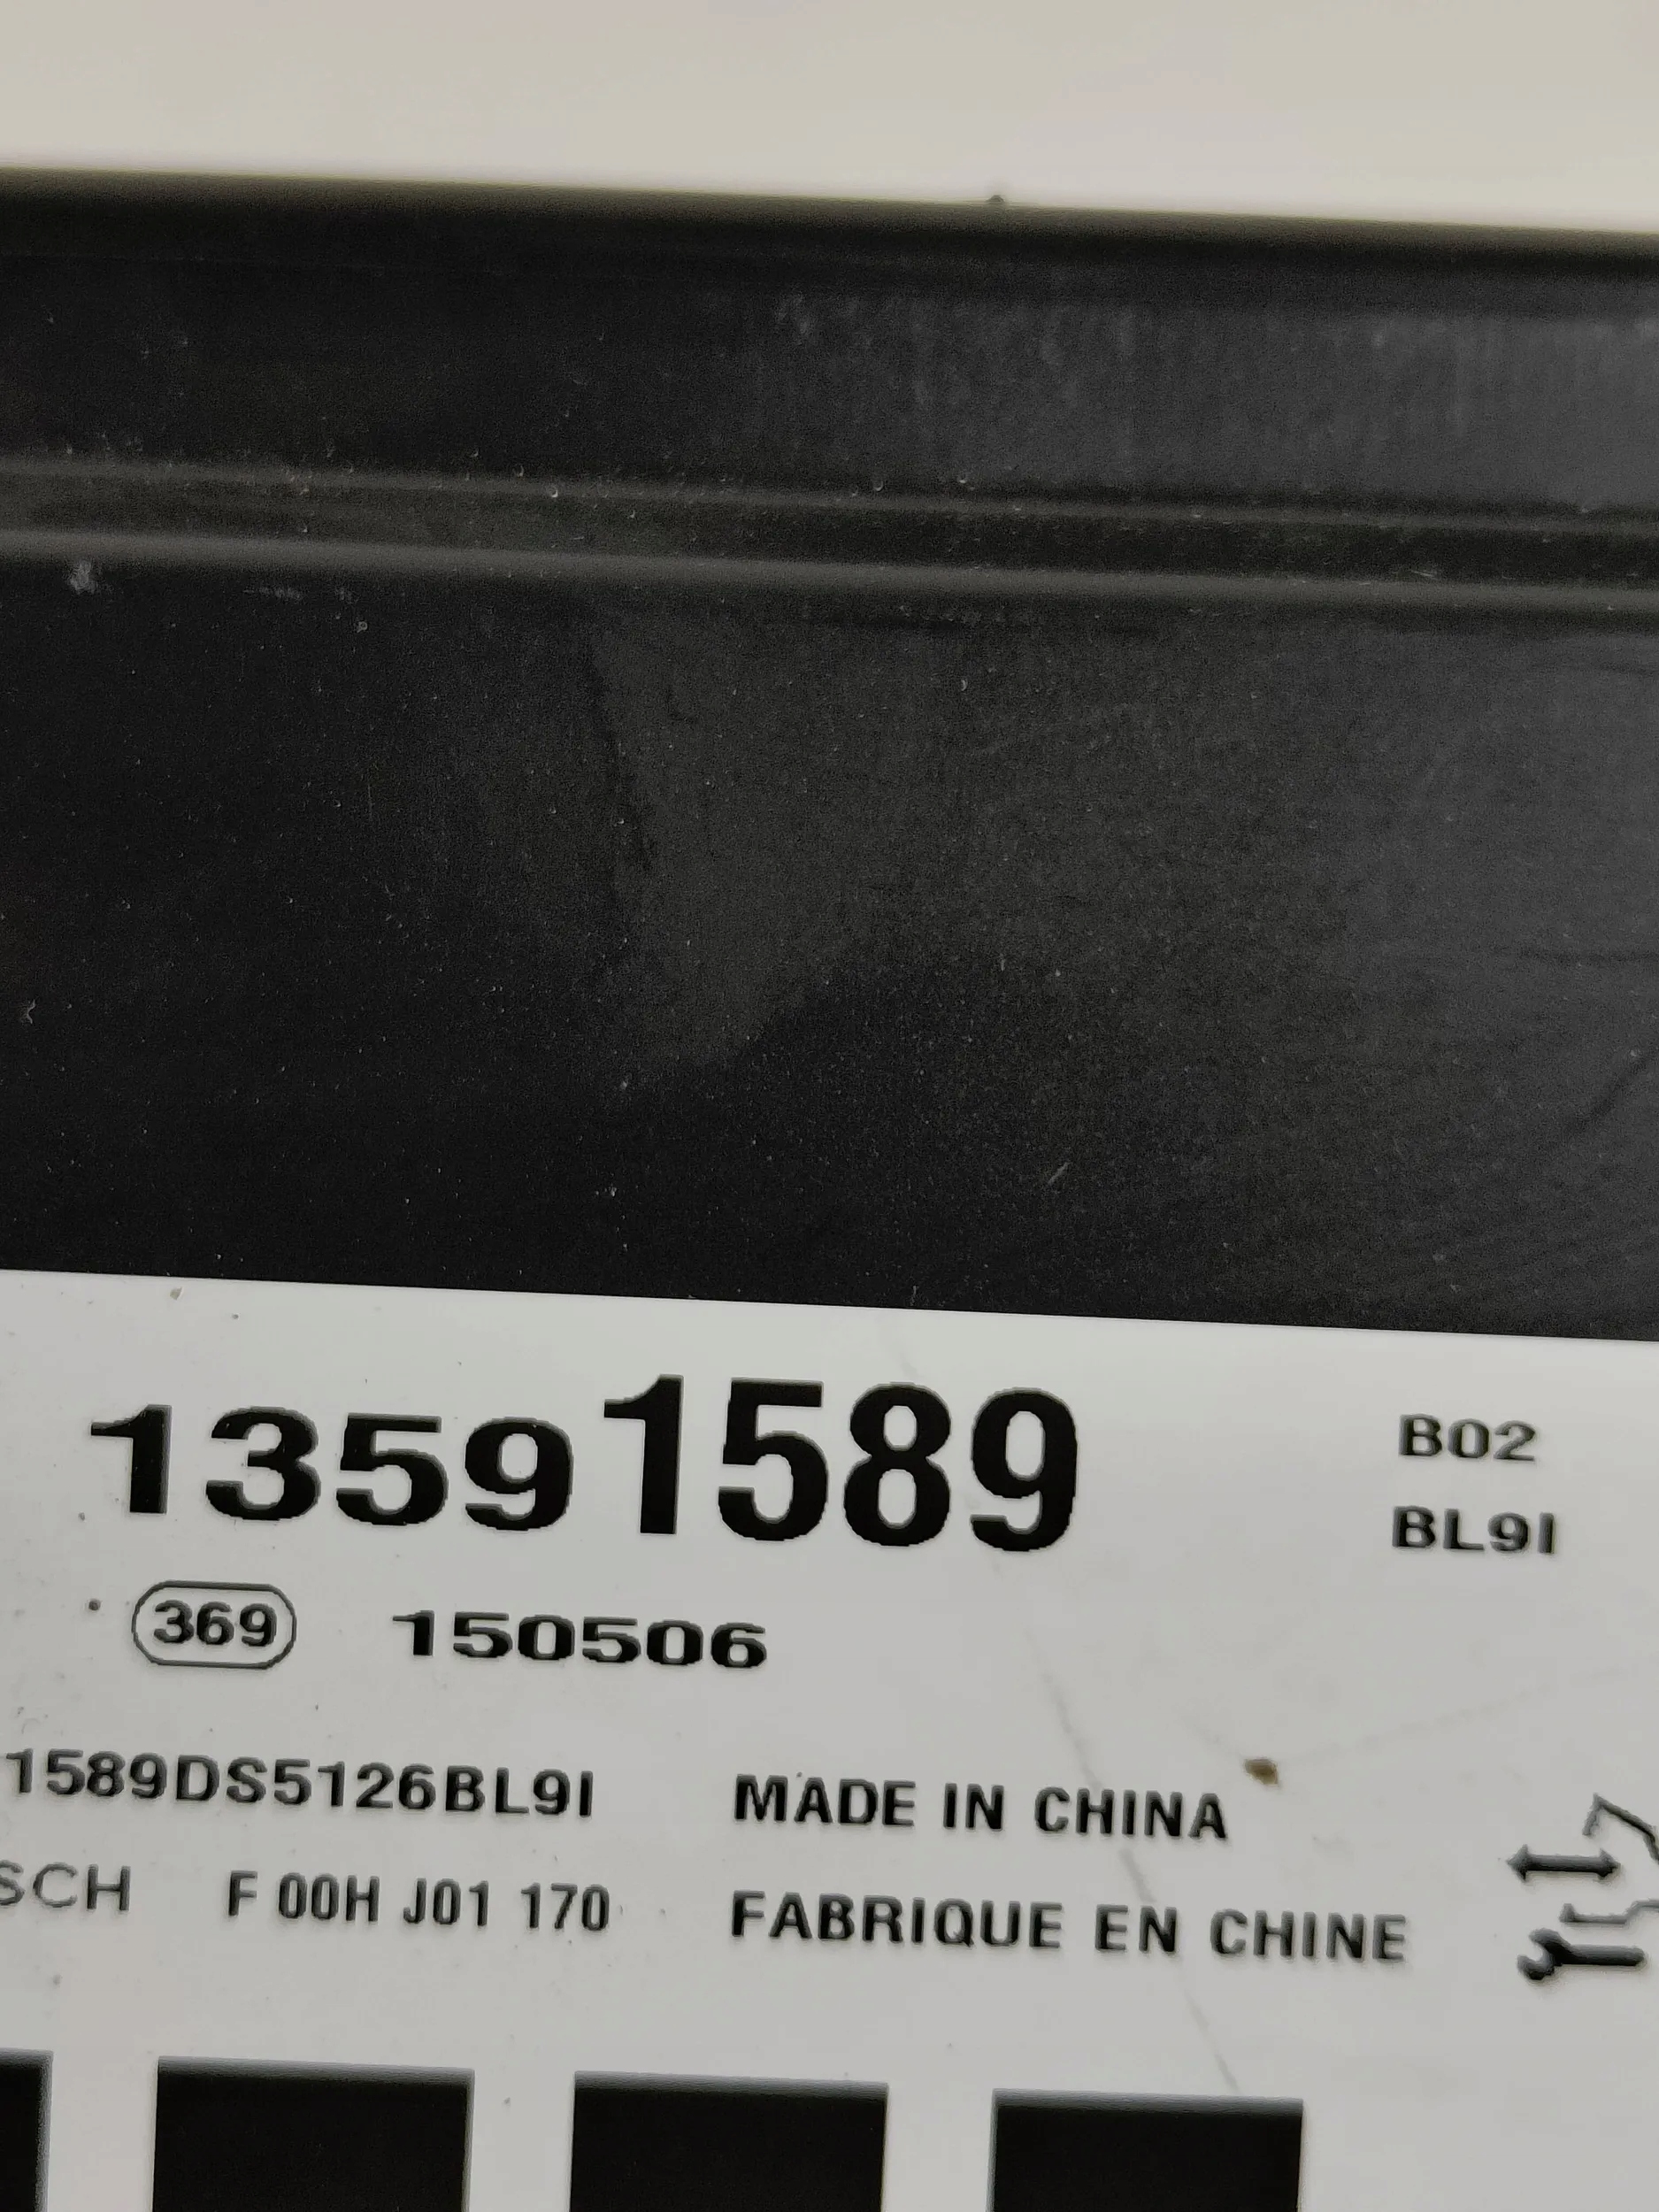 13591589
B02
BL9I
369 150506
1589DS5126BL9I
MADE IN CHINA
SCH F 00H J01 170
FABRIQUE EN CHINE